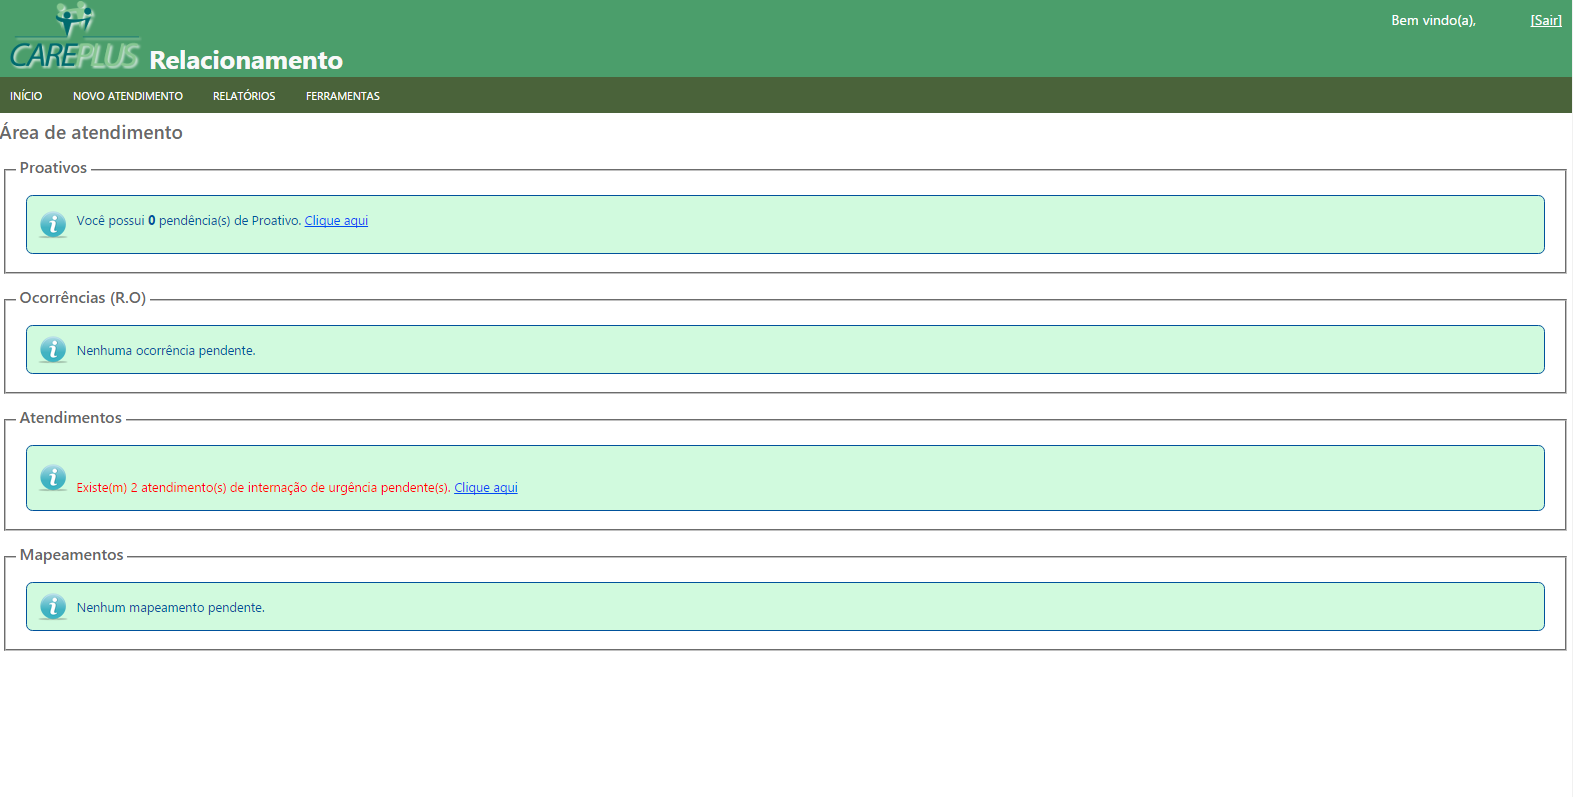 Bem vindo(a), [Sair]
CAREPLUS Relacionamento
INÍCIO NOVO ATENDIMENTO RELATÓRIOS FERRAMENTAS
Área de atendimento
Proativos
Você possui 0 pendência(s) de Proativo. Clique aqui
Ocorrências (R.O)
Nenhuma ocorrência pendente.
Atendimentos
Existe(m) 2 atendimento(s) de internação de urgência pendente(s). Clique aqui
Mapeamentos
Nenhum mapeamento pendente.